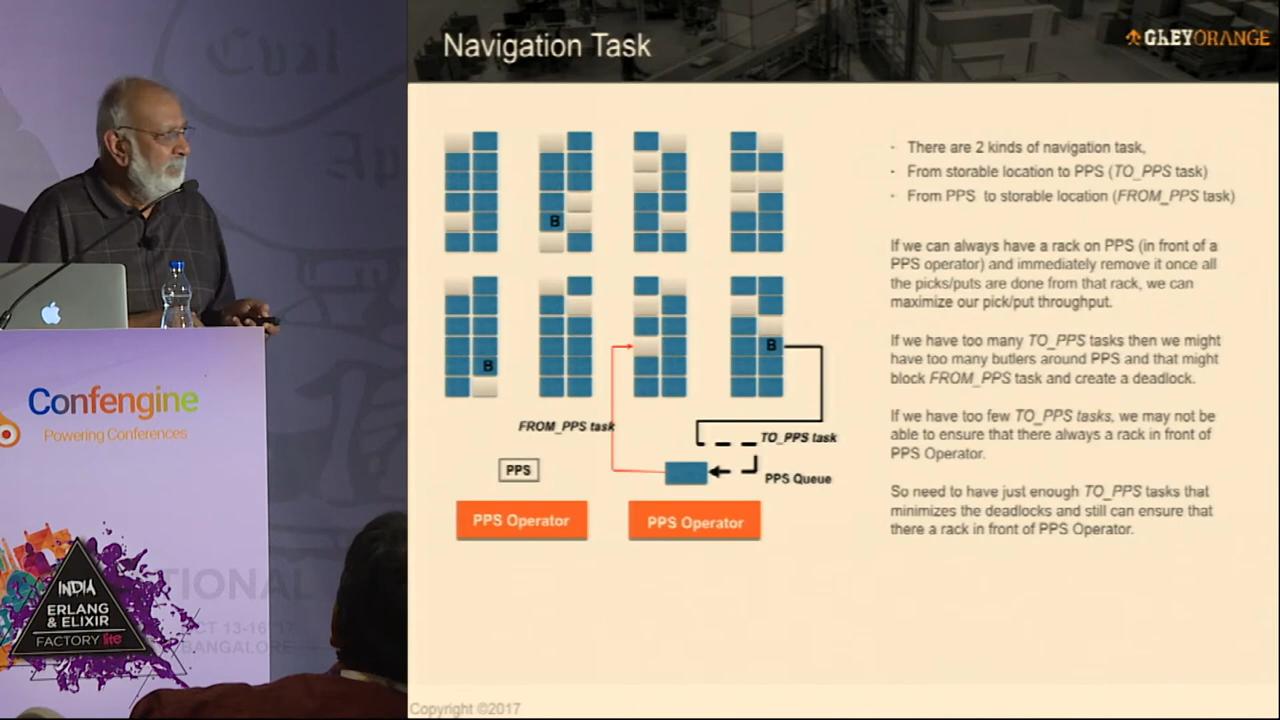 Navigation Task
GREYORANGE
· There are 2 kinds of navigation task,
· From storable location to PPS (TO_PPS task)
· From PPS to storable location (FROM_PPS task)
If we can always have a rack on PPS (in front of a
PPS operator) and immediately remove it once all
the picks/puts are done from that rack, we can
maximize our pick/put throughput.
If we have too many TO_PPS tasks then we might
have too many butlers around PPS and that might
block FROM_PPS task and create a deadlock.
If we have too few TO_PPS tasks, we may not be
able to ensure that there always a rack in front of
PPS Operator.
So need to have just enough TO_PPS tasks that
minimizes the deadlocks and still can ensure that
there a rack in front of PPS Operator.
B
B
B
FROM_PPS task
TO_PPS task
PPS
PPS Queue
PPS Operator
PPS Operator
Copyright ©2017
Confengine
Powering Conferences
INDIA
ERLANG
& ELIXIR
FACTORY lite
TIONAL
CT 13-16'17
BANGALORE